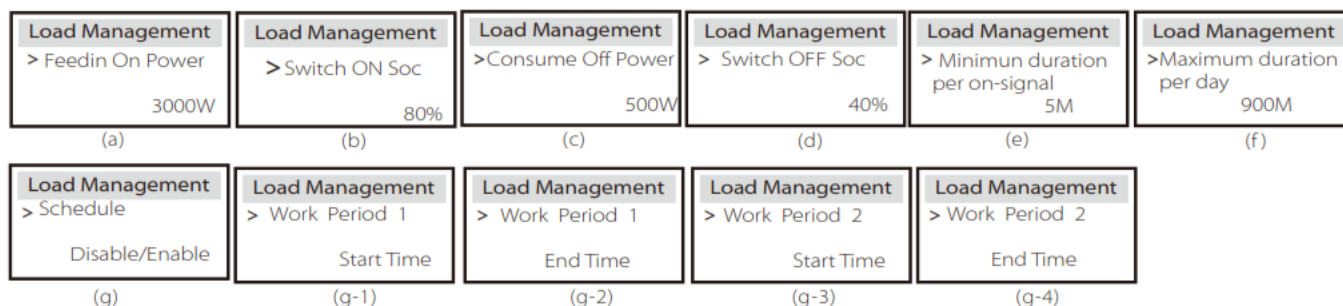 Load Management
> Feedin On Power
3000W
(a)
Load Management
>Switch ON Soc
80%
(b)
Load Management
>Consume Off Power
500W
(c)
Load Management
> Switch OFF Soc
40%
(d)
Load Management
> Minimun duration
per on-signal
5M
(e)
Load Management
>Maximum duration
per day
900M
(f)
Load Management
> Schedule
Disable/Enable
(g)
Load Management
> Work Period 1
Start Time
(g-1)
Load Management
> Work Period 1
End Time
(g-2)
Load Management
> Work Period 2
Start Time
(g-3)
Load Management
> Work Period 2
End Time
(g-4)